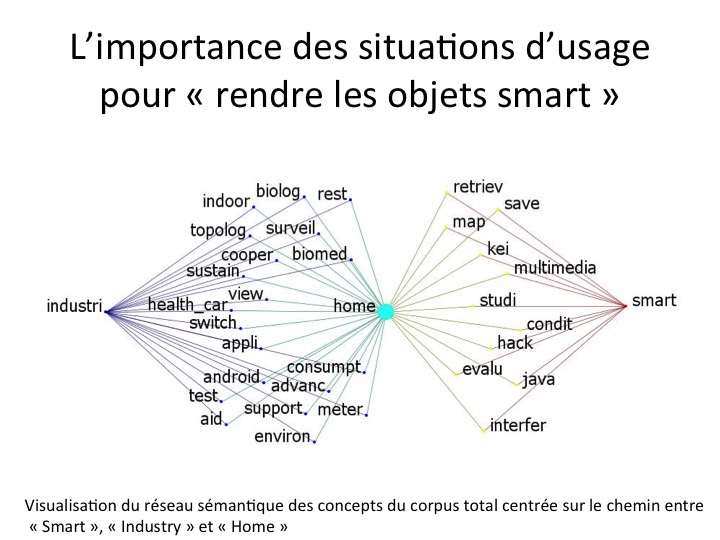 L’importance des situations d’usage
pour « rendre les objets smart »
retriev
biolog
rest
indoor
save
map
topolog
surveil
kei
cooper
biomed
multimedia
sustain
view
studi
smart
industri
health_car
home
switch
condit
appli
hack
consumpt
evalu
android
advanc
java
test
support
meter
aid
interfer
environ
Visualisation du réseau sémantique des concepts du corpus total centrée sur le chemin entre
« Smart », « Industry » et « Home »